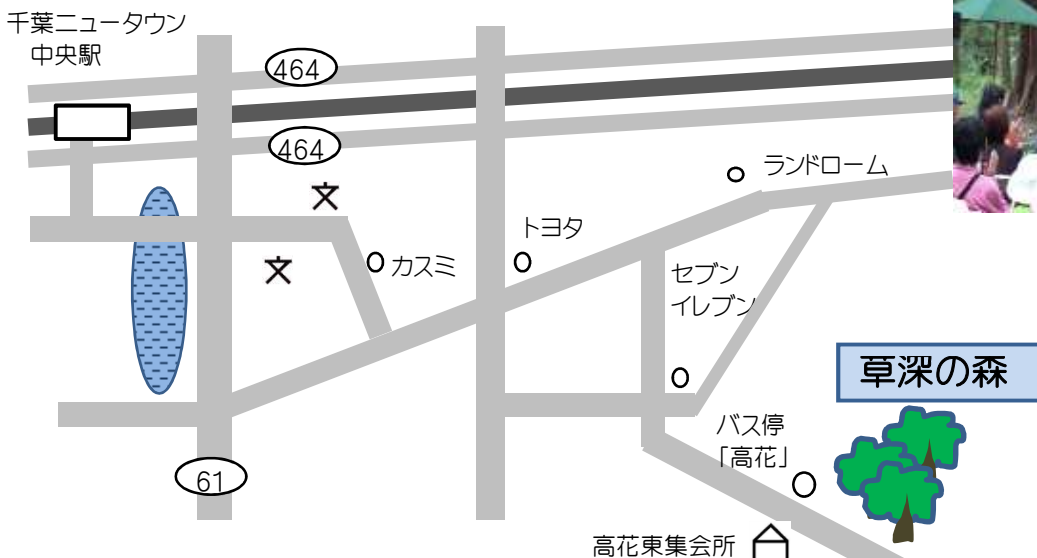 千葉ニュータウン
中央駅
464
464
文
文
ランドローム
トヨタ
カスミ
セブン
イレブン
草深の森
バス停
「高花」
61
高花東集会所